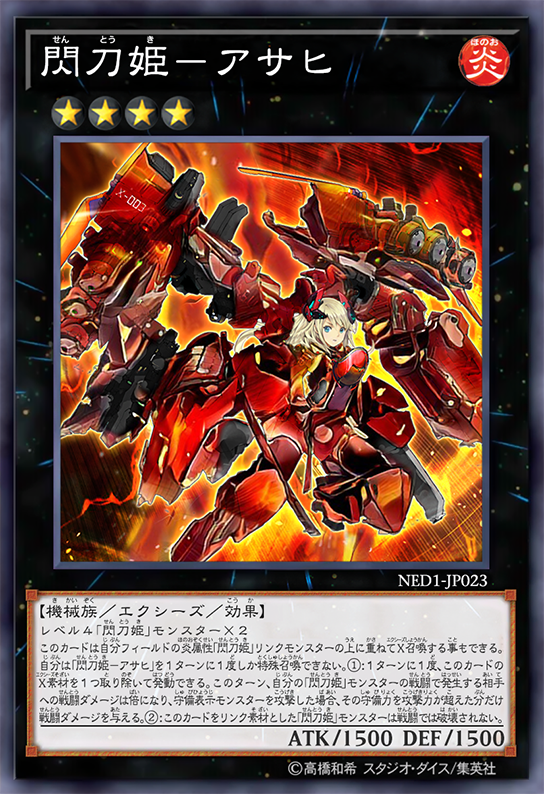 閃刀姫－アサヒ
炎
X-003
NED1-JP023
【機械族／エクシーズ／効果】
レベル４「閃刀姫」モンスター×２
このカードは自分フィールドの炎属性「閃刀姫」リンクモンスターの上に重ねてX召喚する事もできる。
自分は「閃刀姫－アサヒ」を１ターンに１度しか特殊召喚できない。①：１ターンに１度、このカードの
X素材を１つ取り除いて発動できる。このターン、自分の「閃刀姫」モンスターの戦闘で発生する相手
への戦闘ダメージは倍になり、守備表示モンスターを攻撃した場合、その守備力を攻撃力が超えた分だけ
戦闘ダメージを与える。②：このカードをリンク素材とした「閃刀姫」モンスターは戦闘では破壊されない。
ATK/1500 DEF/1500
©高橋和希 スタジオ・ダイス/集英社